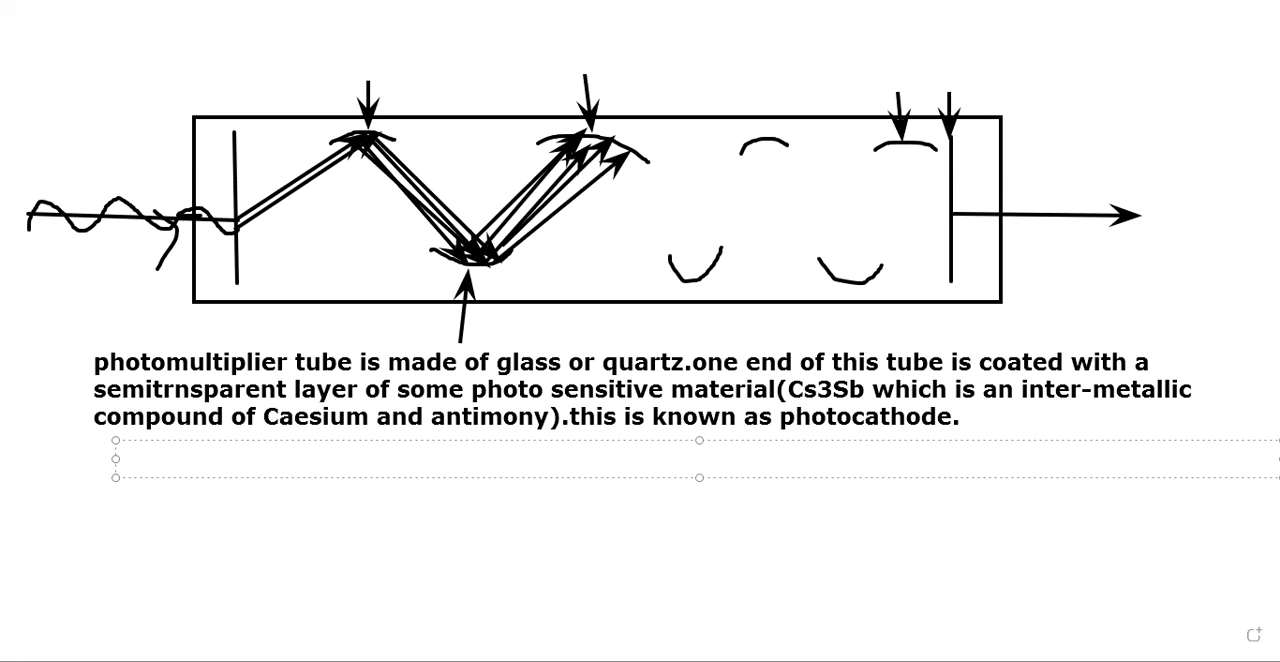 photomultiplier tube is made of glass or quartz.one end of this tube is coated with a
semitrnsparent layer of some photo sensitive material(Cs3Sb which is an inter-metallic
compound of Caesium and antimony).this is known as photocathode.